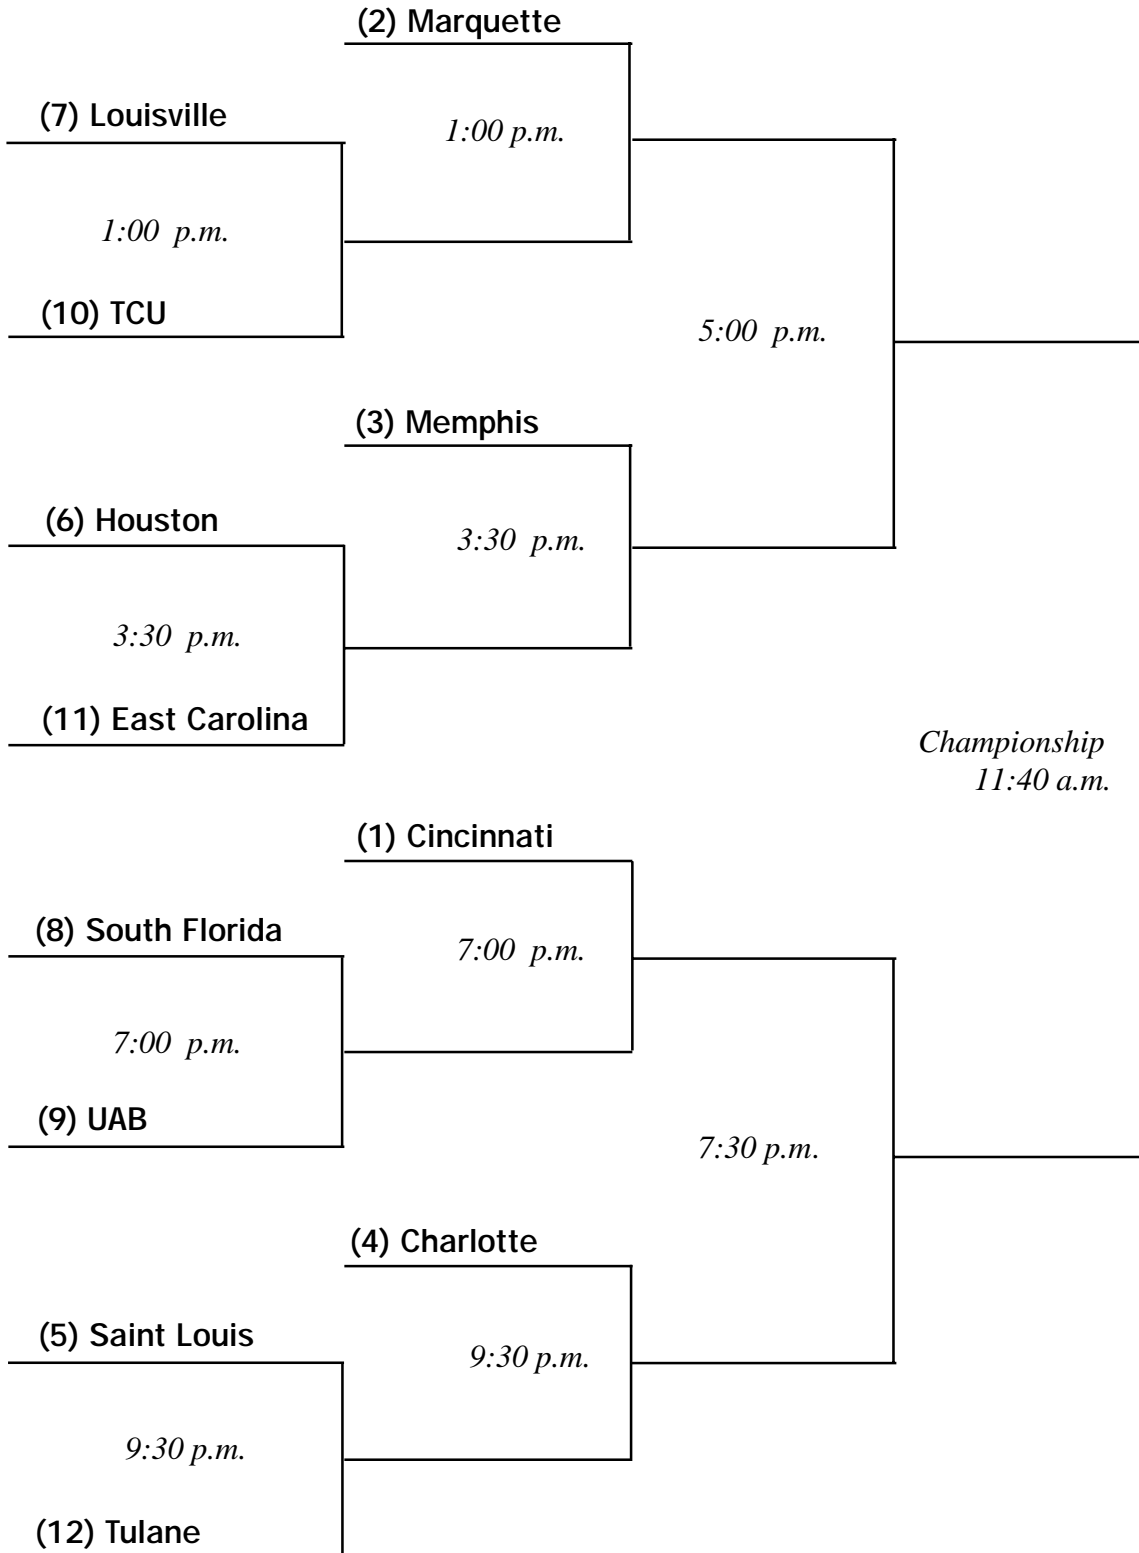 (2) Marquette
(7) Louisville
1:00 p.m.
1:00 p.m.
(10) TCU
5:00 p.m.
(3) Memphis
(6) Houston
3:30 p.m.
3:30 p.m.
(11) East Carolina
Championship
11:40 a.m.
(1) Cincinnati
(8) South Florida
7:00 p.m.
7:00 p.m.
(9) UAB
7:30 p.m.
(4) Charlotte
(5) Saint Louis
9:30 p.m.
9:30 p.m.
(12) Tulane